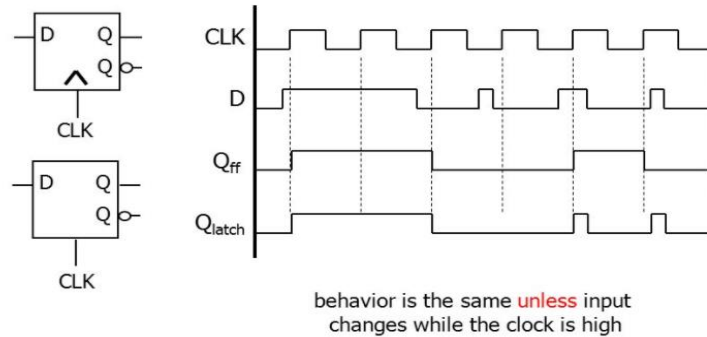 D Q
Q
CLK
D Q
Q
CLK
CLK
D
Qff
Qlatch
behavior is the same unless input
changes while the clock is high